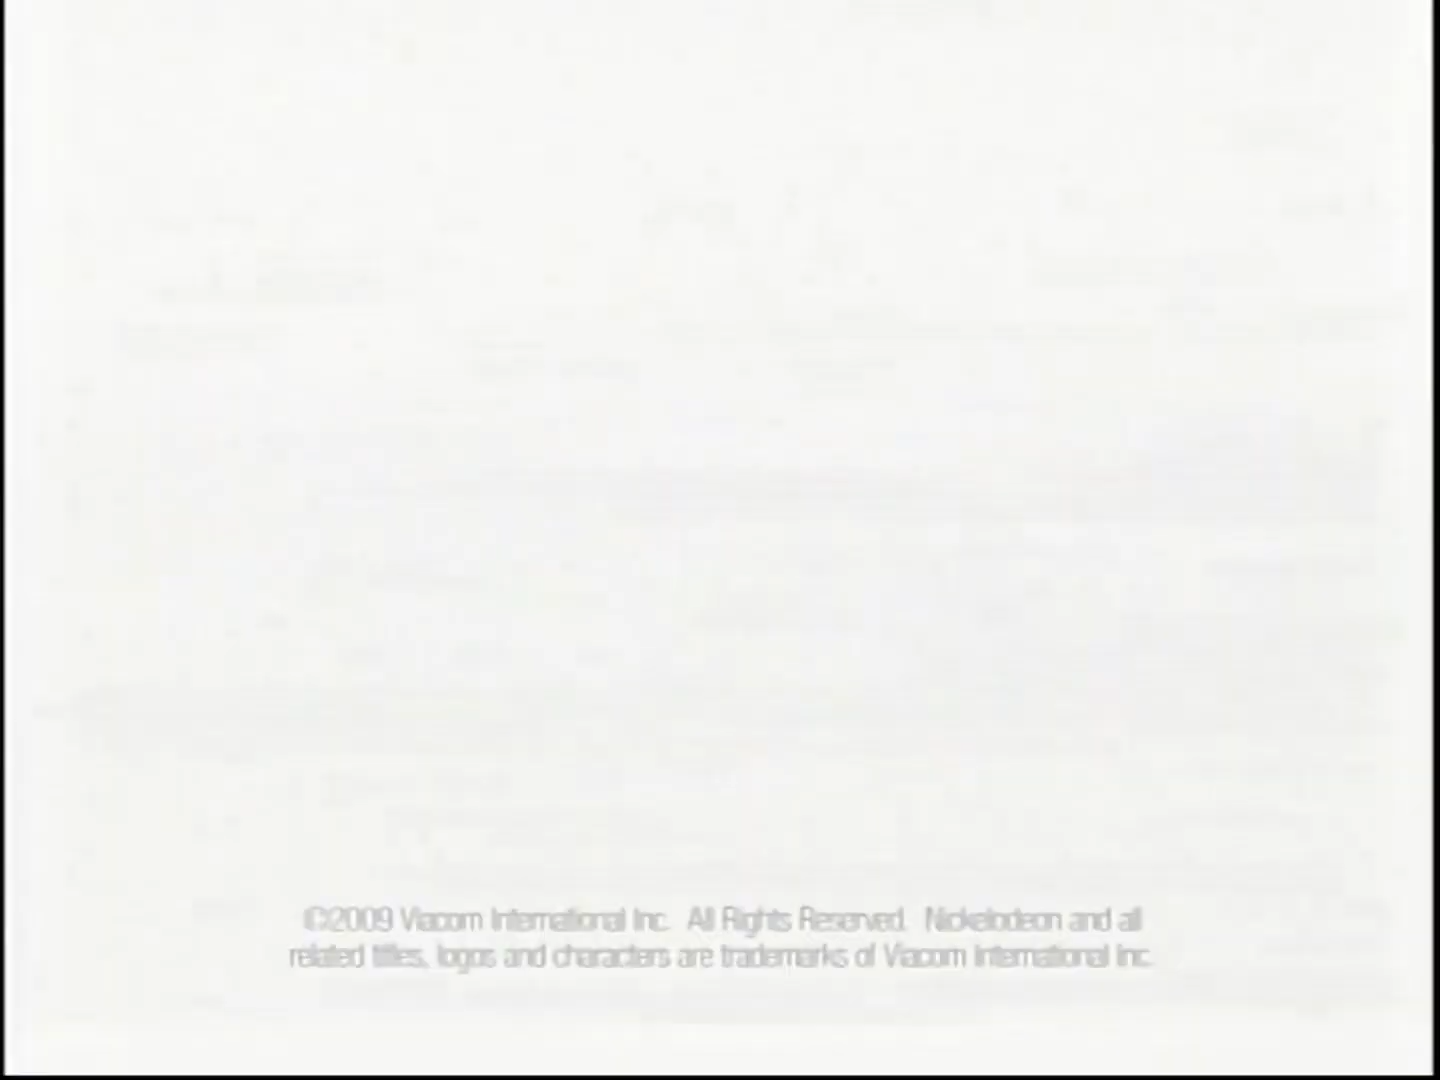 ©2009 Viacom International Inc. All Rights Reserved. Nickelodeon and all
related titles, logos and characters are trademarks of Viacom International Inc.